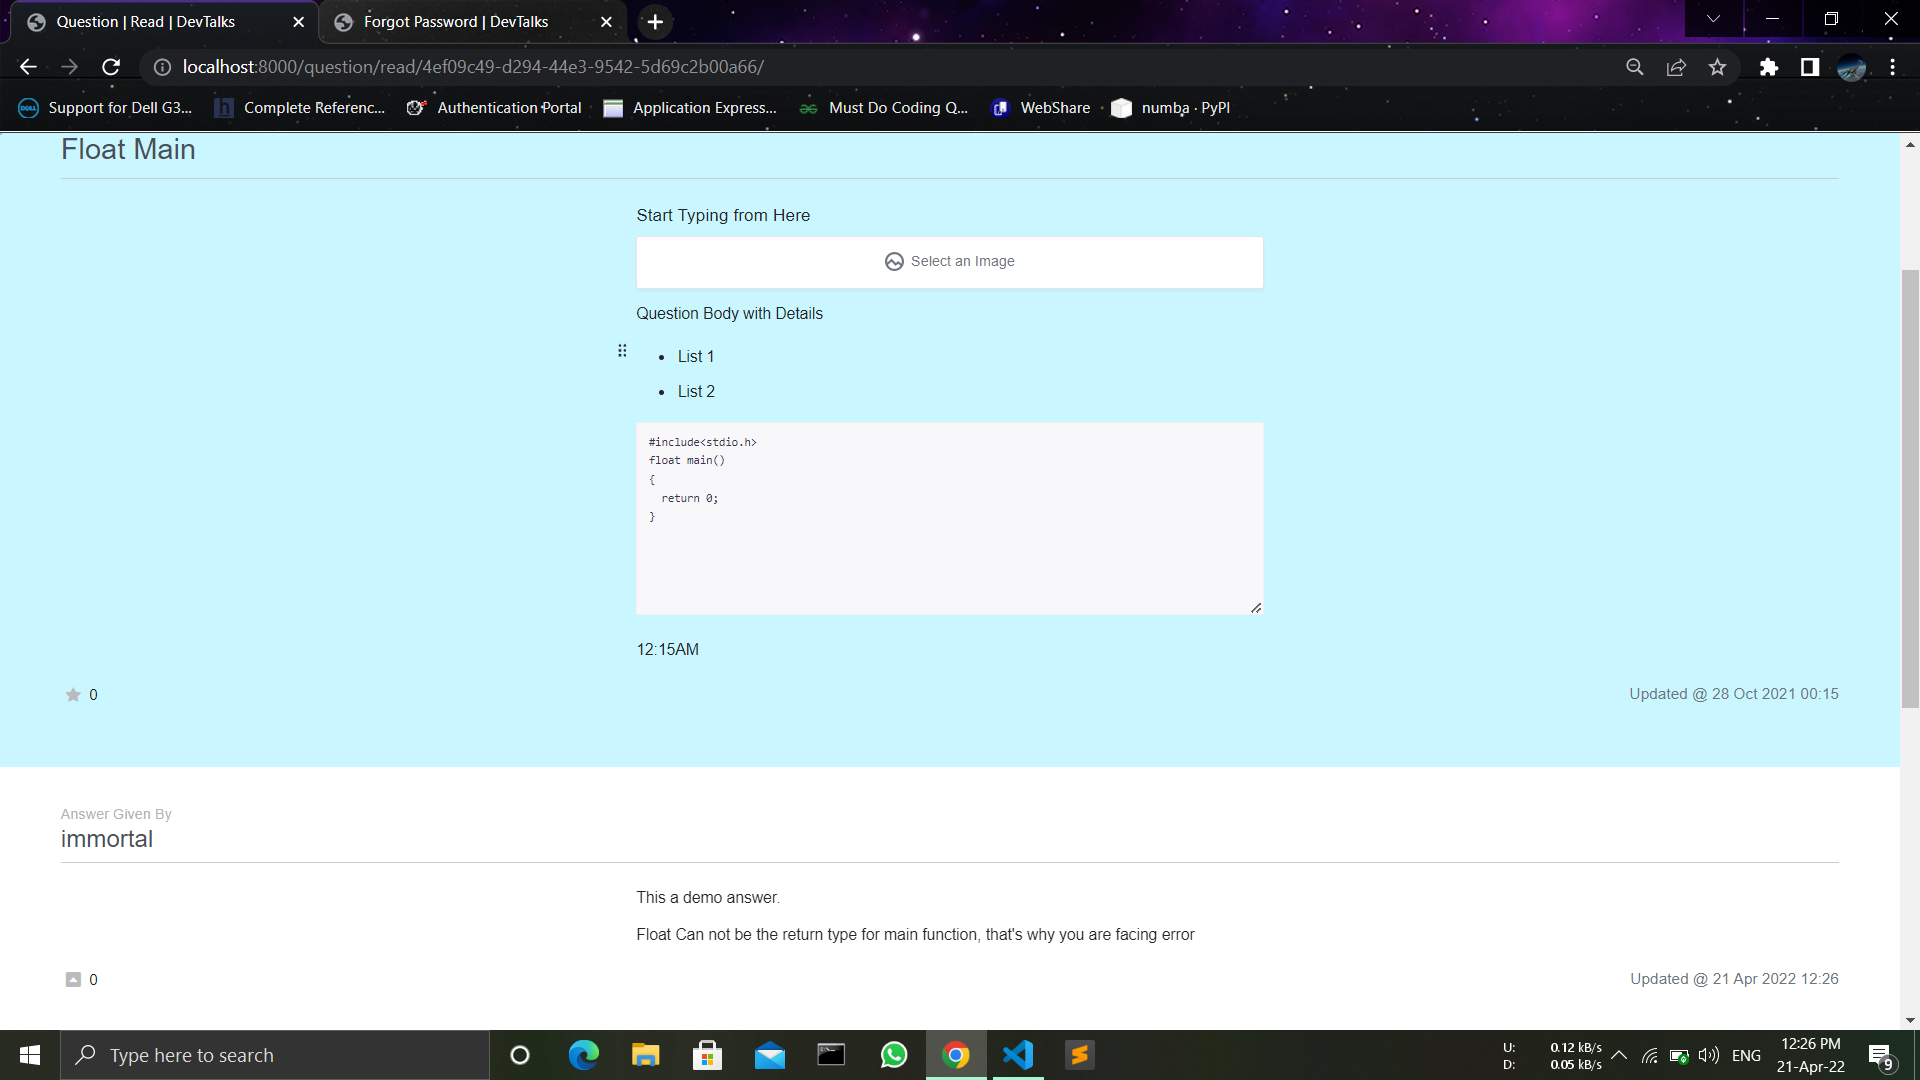 Question | Read | DevTalks
Forgot Password | DevTalks
localhost:8000/question/read/4ef09c49-d294-44e3-9542-5d69c2b00a66/
Support for Dell G3...
Complete Referenc...
Authentication Portal
Application Express...
Must Do Coding Q...
WebShare
numba · PyPI
Float Main
Start Typing from Here
Select an Image
Question Body with Details
• List 1
• List 2
#include<stdio.h>
float main()
{
return 0;
}
12:15AM
0
Updated @ 28 Oct 2021 00:15
Answer Given By
immortal
This a demo answer.
Float Can not be the return type for main function, that's why you are facing error
0
Updated @ 21 Apr 2022 12:26
Type here to search
U: 0.12 kB/s
D: 0.05 kB/s
ENG
12:26 PM
21-Apr-22
9